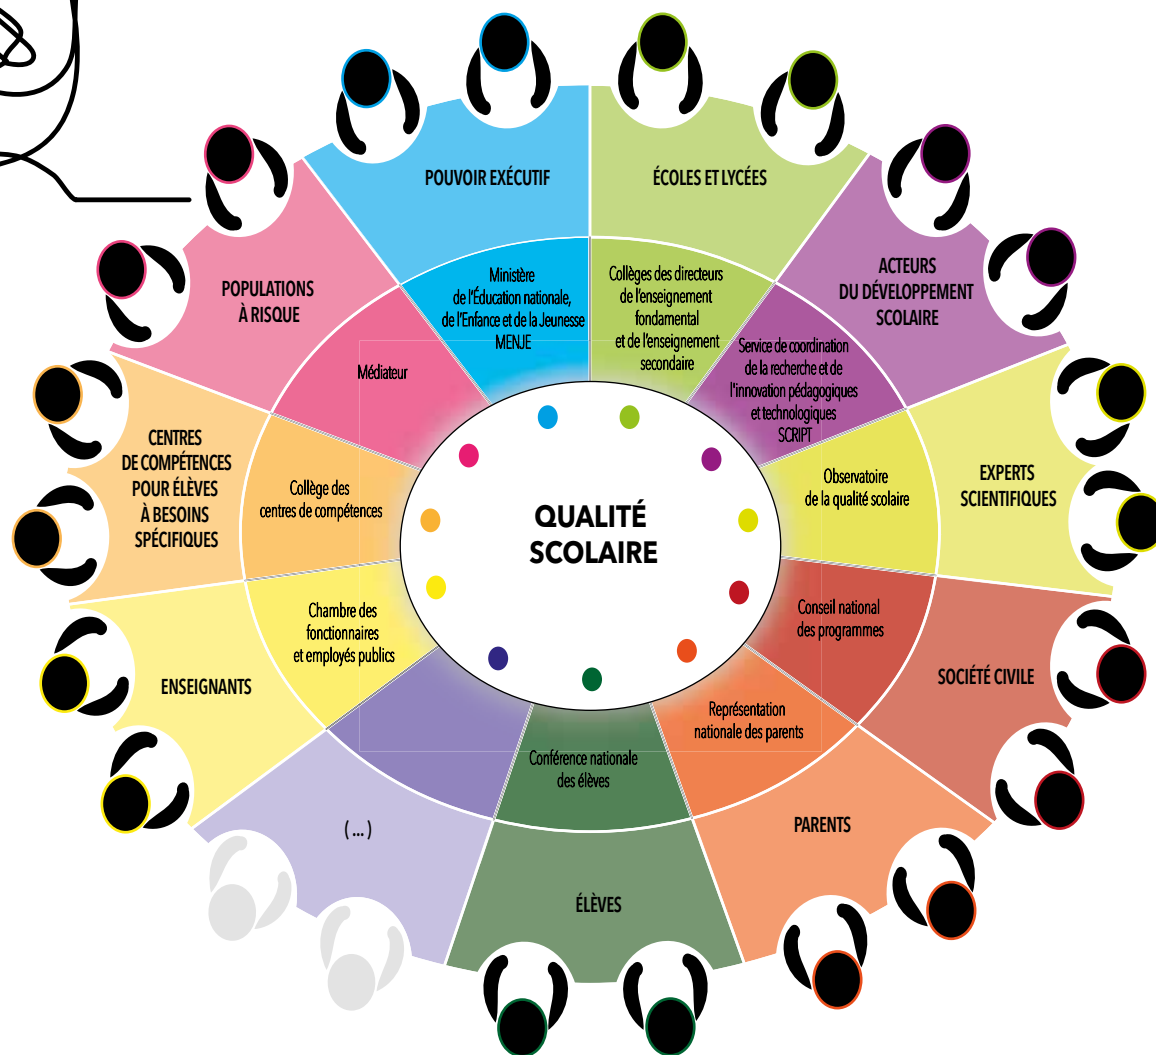 POUVOIR EXÉCUTIF
Ministère
de l'Éducation nationale,
de l'Enfance et de la Jeunesse
MENJE
ÉCOLES ET LYCÉES
Collèges des directeurs
de l'enseignement
fondamental
et de l'enseignement
secondaire
ACTEURS
DU DÉVELOPPEMENT
SCOLAIRE
Service de coordination
de la recherche et de
l'innovation pédagogiques
et technologiques
SCRIPT
EXPERTS
SCIENTIFIQUES
Observatoire
de la qualité scolaire
SOCIÉTÉ CIVILE
Conseil national
des programmes
PARENTS
Représentation
nationale des parents
ÉLÈVES
Conférence nationale
des élèves
(...)
ENSEIGNANTS
Chambre des
fonctionnaires
et employés publics
CENTRES
DE COMPÉTENCES
POUR ÉLÈVES
À BESOINS
SPÉCIFIQUES
Collège des
centres de compétences
POPULATIONS
À RISQUE
Médiateur
QUALITÉ
SCOLAIRE